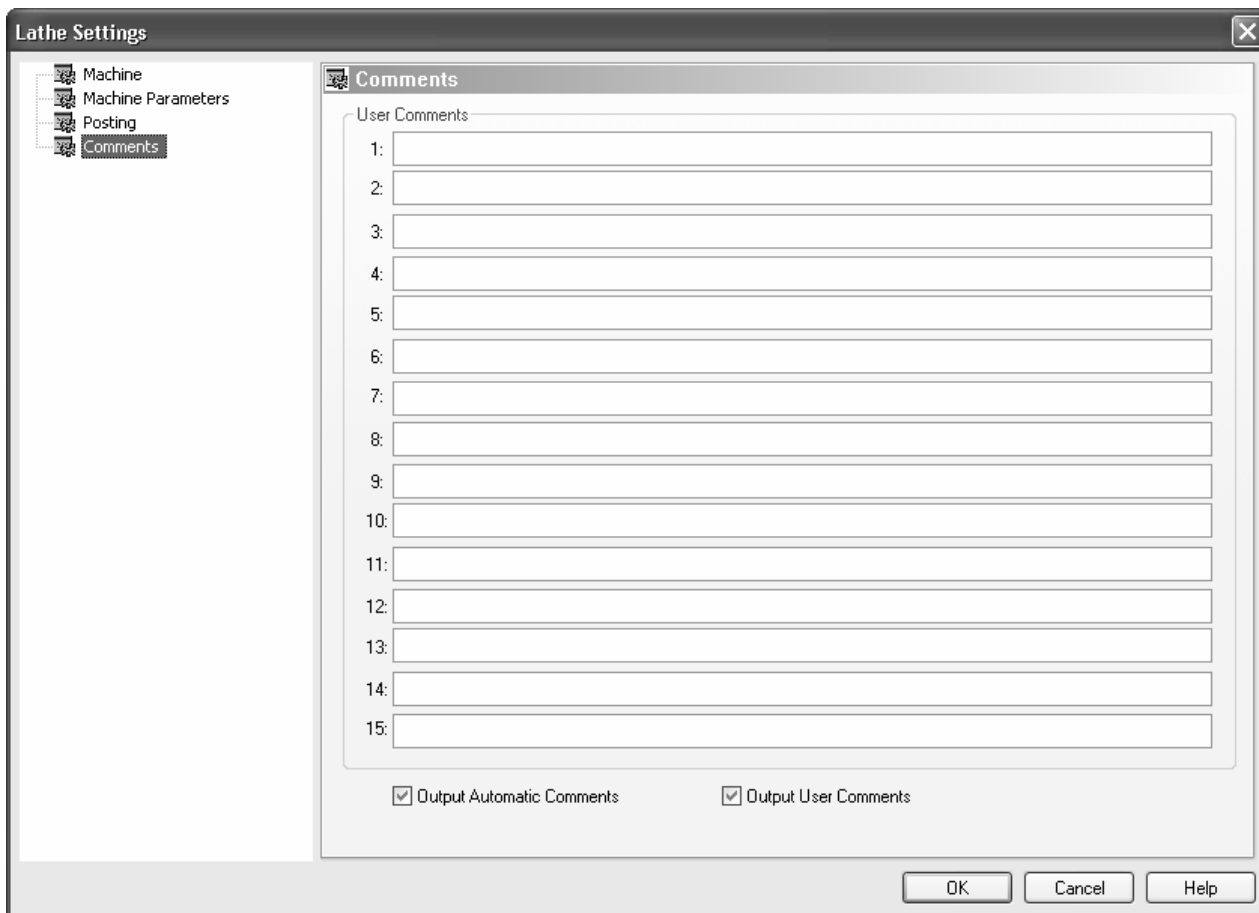 Lathe Settings
Machine
Machine Parameters
Posting
Comments
Comments
User Comments
1:
2:
3:
4:
5:
6:
7:
8:
9:
10:
11:
12:
13:
14:
15:
Output Automatic Comments
Output User Comments
OK
Cancel
Help